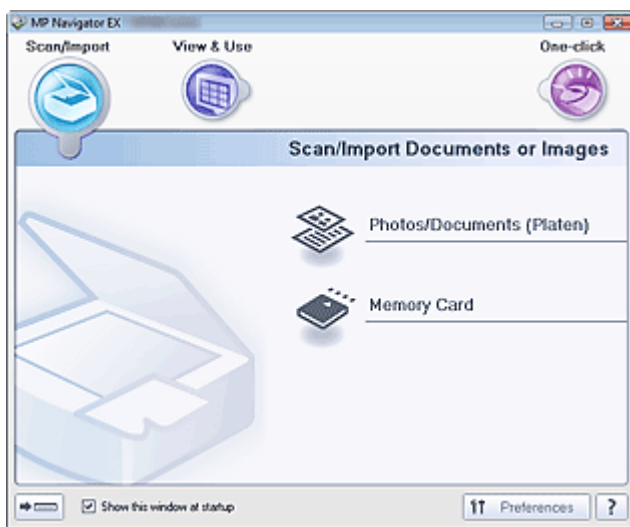 MP Navigator EX
Scan/Import View & Use One-click
Scan/Import Documents or Images
Photos/Documents (Platen)
Memory Card
Show this window at startup Preferences ?